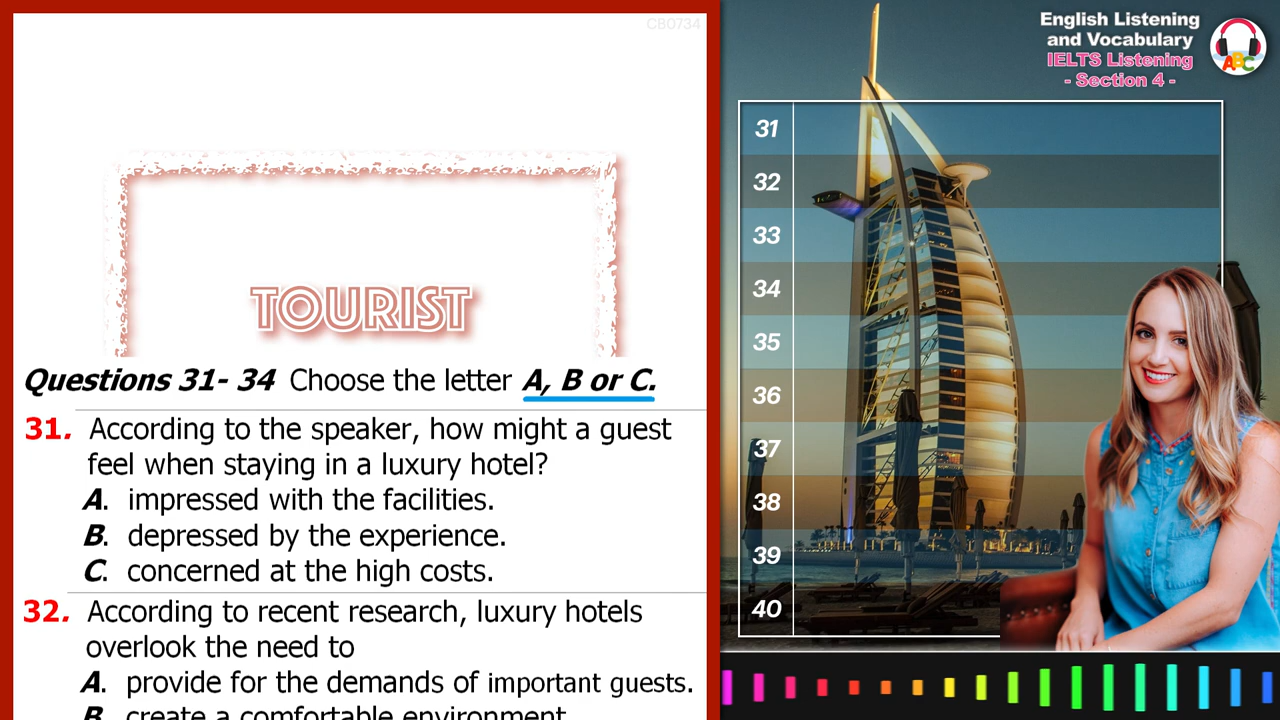 CB0734
TOURIST
Questions 31- 34 Choose the letter A, B or C.
31. According to the speaker, how might a guest
feel when staying in a luxury hotel?
A. impressed with the facilities.
B. depressed by the experience.
C. concerned at the high costs.
32. According to recent research, luxury hotels
overlook the need to
A. provide for the demands of important guests.
B. create a comfortable environment
English Listening
and Vocabulary
IELTS Listening
- Section 4 -
ABC
31
32
33
34
35
36
37
38
39
40